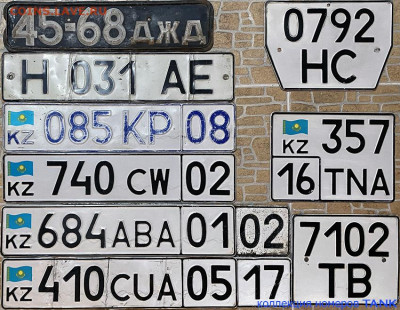 45-68 ДЖД
Н 031 АЕ
KZ 085 KP 08
KZ 740 CW 02
KZ 684 ABA 01 02
KZ 410 CUA 05 17
0792
НС
KZ 357
16 TNA
7102
ТВ
коллекция номеров TANK